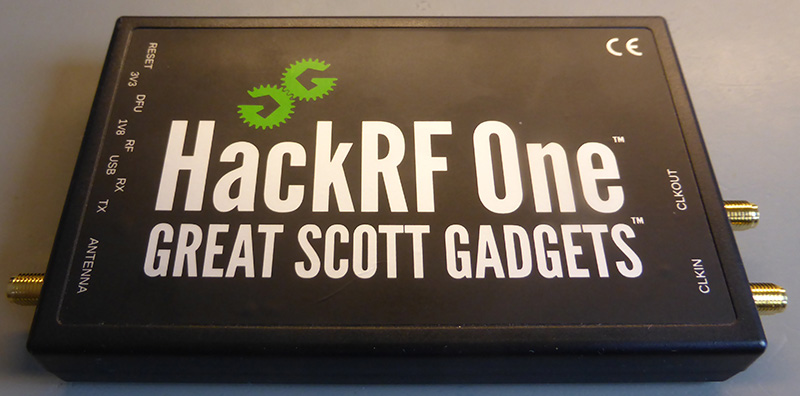 CE
RESET
3V3
DFU
1V8
RF
USB
RX
TX
ANTENNA
HackRF One™
GREAT SCOTT GADGETS™
CLKOUT
CLKIN